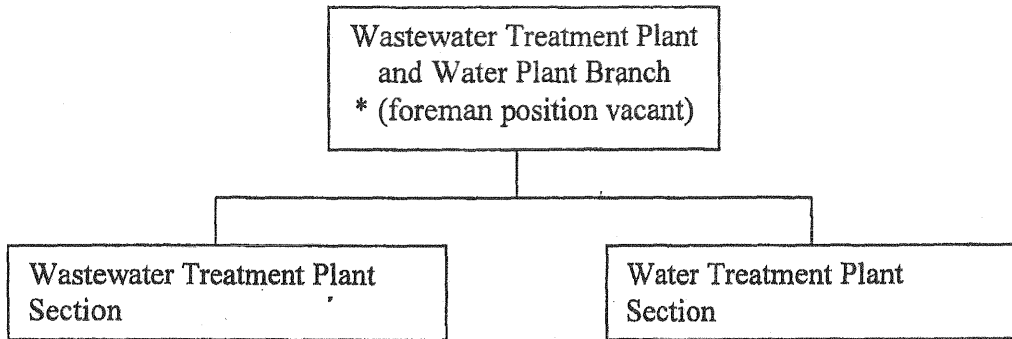 Wastewater Treatment Plant
and Water Plant Branch
* (foreman position vacant)
Wastewater Treatment Plant
Section
Water Treatment Plant
Section